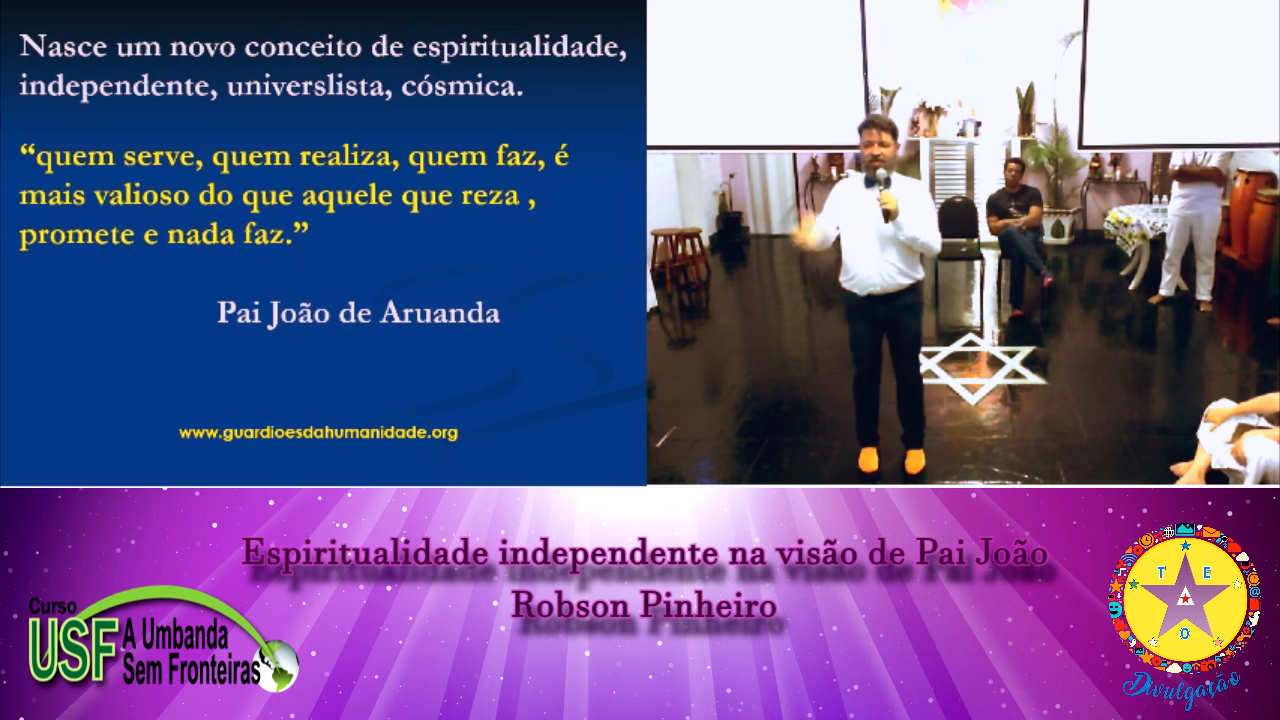 Nasce um novo conceito de espiritualidade,
independente, universlista, cósmica.
“quem serve, quem realiza, quem faz, é
mais valioso do que aquele que reza ,
promete e nada faz.”
Pai João de Aruanda
www.guardioesdahumanidade.org
Espiritualidade independente na visão de Pai João
Robson Pinheiro
Curso
USF A Umbanda
Sem Fronteiras
T E
A
O
Divulgação